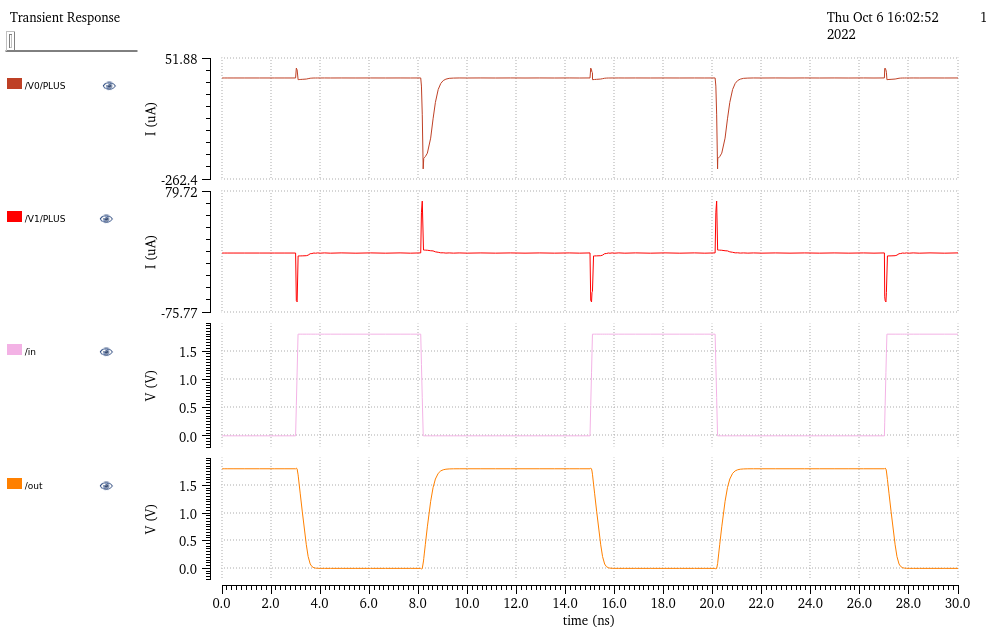 Transient Response
Thu Oct 6 16:02:52 1
2022
/V0/PLUS
51.88
I (uA)
-262.4
/V1/PLUS
79.72
I (uA)
-75.77
/in
1.5
1.0
V (V)
0.5
0.0
/out
1.5
1.0
V (V)
0.5
0.0
0.0 2.0 4.0 6.0 8.0 10.0 12.0 14.0 16.0 18.0 20.0 22.0 24.0 26.0 28.0 30.0
time (ns)